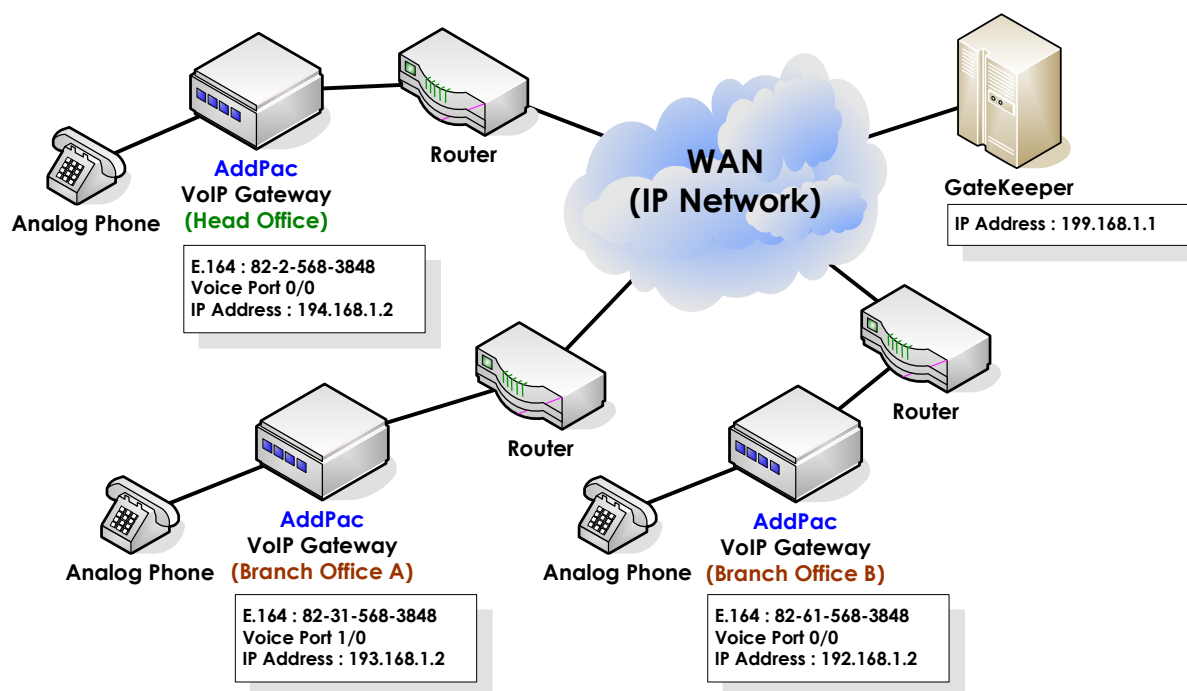 Router
WAN
(IP Network)
GateKeeper
IP Address : 199.168.1.1
Analog Phone
AddPac
VoIP Gateway
(Head Office)
E.164 : 82-2-568-3848
Voice Port 0/0
IP Address : 194.168.1.2
Router
Router
Analog Phone
AddPac
VoIP Gateway
(Branch Office A)
E.164 : 82-31-568-3848
Voice Port 1/0
IP Address : 193.168.1.2
Analog Phone
AddPac
VoIP Gateway
(Branch Office B)
E.164 : 82-61-568-3848
Voice Port 0/0
IP Address : 192.168.1.2